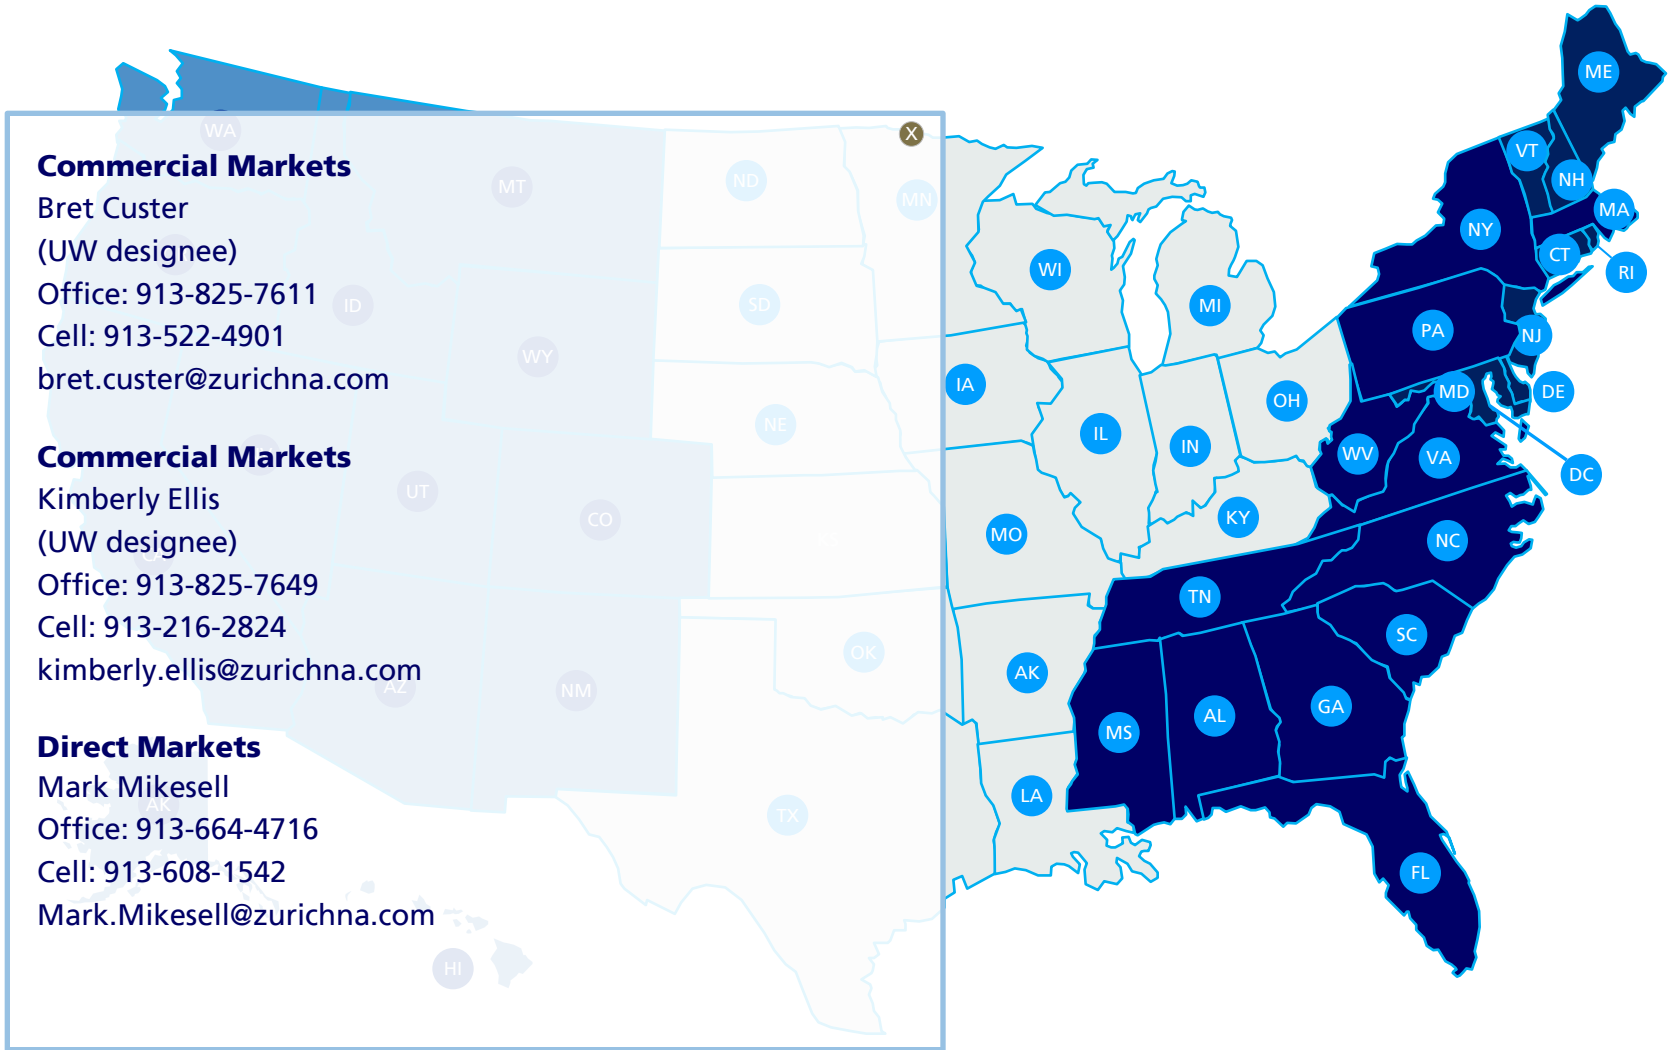 X
Commercial Markets
Bret Custer
(UW designee)
Office: 913-825-7611
Cell: 913-522-4901
bret.custer@zurichna.com
Commercial Markets
Kimberly Ellis
(UW designee)
Office: 913-825-7649
Cell: 913-216-2824
kimberly.ellis@zurichna.com
Direct Markets
Mark Mikesell
Office: 913-664-4716
Cell: 913-608-1542
Mark.Mikesell@zurichna.com
WA
MT
ND
MN
ID
SD
WY
NE
UT
CO
AZ
NM
OK
AK
TX
HI
ME
VT
NH
MA
NY
CT
RI
WI
MI
PA
NJ
IA
OH
MD
DE
IL
IN
WV
VA
DC
MO
KY
NC
TN
SC
AK
MS
AL
GA
LA
FL